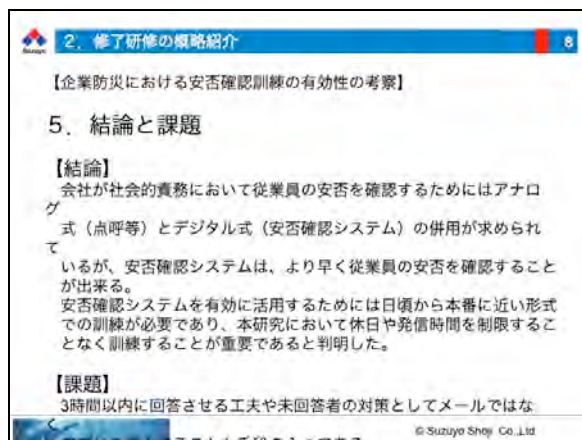 Suzuyo
2．修了研修の概略紹介
8
【企業防災における安否確認訓練の有効性の考察】
5．結論と課題
【結論】
会社が社会的責務において従業員の安否を確認するためにはアナロ
グ
式（点呼等）とデジタル式（安否確認システム）の併用が求められ
て
いるが、安否確認システムは、より早く従業員の安否を確認すること
が出来る。
安否確認システムを有効に活用するためには日頃から本番に近い形式
での訓練が必要であり、本研究において休日や発信時間を制限するこ
となく訓練することが重要であると判明した。
【課題】
3時間以内に回答させる工夫や未回答者の対策としてメールではな
く
© Suzuyo Shoji Co.,Ltd